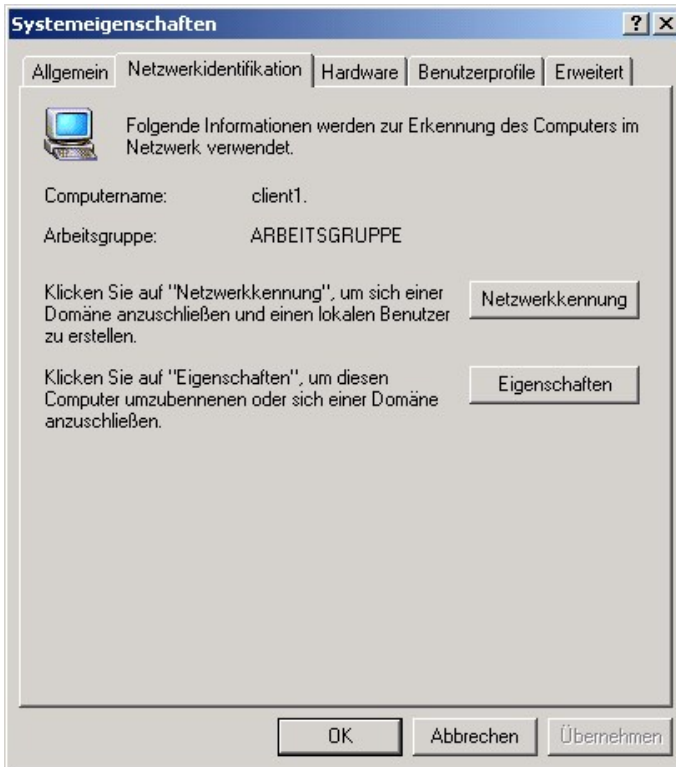 Systemeigenschaften
Allgemein Netzwerkidentifikation Hardware Benutzerprofile Erweitert
Folgende Informationen werden zur Erkennung des Computers im
Netzwerk verwendet.
Computername: client1.
Arbeitsgruppe: ARBEITSGRUPPE
Klicken Sie auf "Netzwerkkennung", um sich einer
Domäne anzuschließen und einen lokalen Benutzer
zu erstellen.
Netzwerkkennung
Klicken Sie auf "Eigenschaften", um diesen
Computer umzubennenen oder sich einer Domäne
anzuschließen.
Eigenschaften
OK Abbrechen Übernehmen